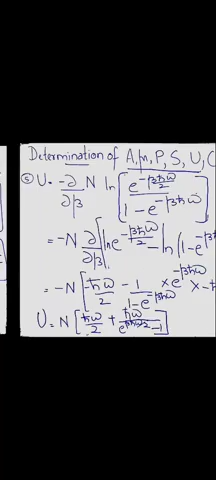 Determination of A, μ, P, S, U, C
⑤ U = -∂/∂β N ln [ e^(-βħω/2) / 1 - e^(-βħω) ]
= -N ∂/∂β [ ln e^(-βħω/2) - ln (1 - e^(-β
= -N [ -ħω/2 - 1/(1 - e^(-βħω)) × e^(-βħω) × -ħ
U = N [ ħω/2 + ħω/(e^(βħω/2) - 1) ]